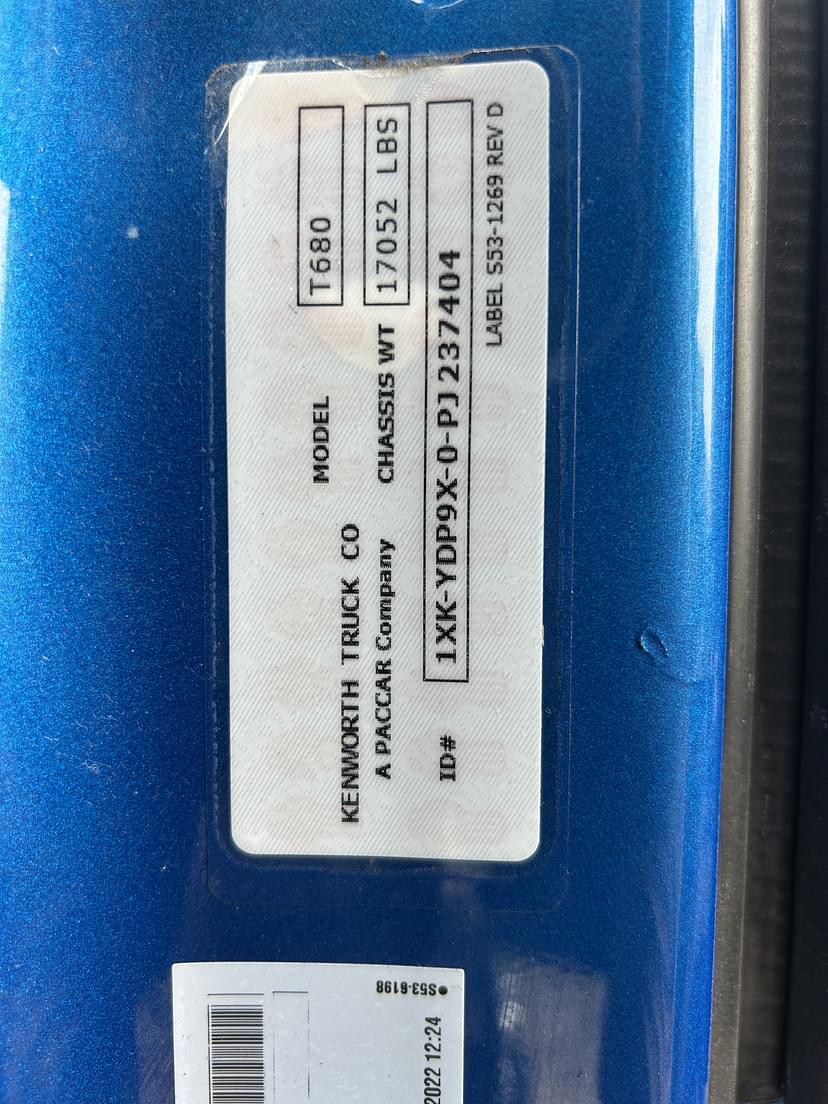 KENWORTH TRUCK CO
A PACCAR Company
MODEL T680
CHASSIS WT 17052 LBS
ID# 1XK-YDP9X-0-PJ237404
LABEL S53-1269 REV D
S53-6198
2022 12:24